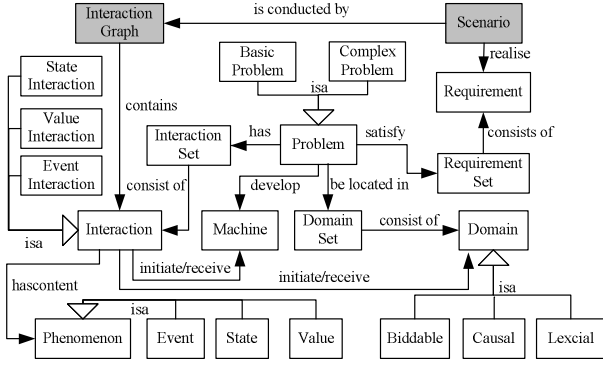 is conducted by
Interaction
Graph
Scenario
Basic
Problem
Complex
Problem
realise
State
Interaction
isa
Requirement
contains
Value
Interaction
Interaction
Set
has
Problem
satisfy
consists of
Event
Interaction
Requirement
Set
consist of
develop
be located in
isa
Interaction
Machine
Domain
Set
consist of
Domain
initiate/receive
initiate/receive
hascontent
isa
isa
Phenomenon
Event
State
Value
Biddable
Causal
Lexcial